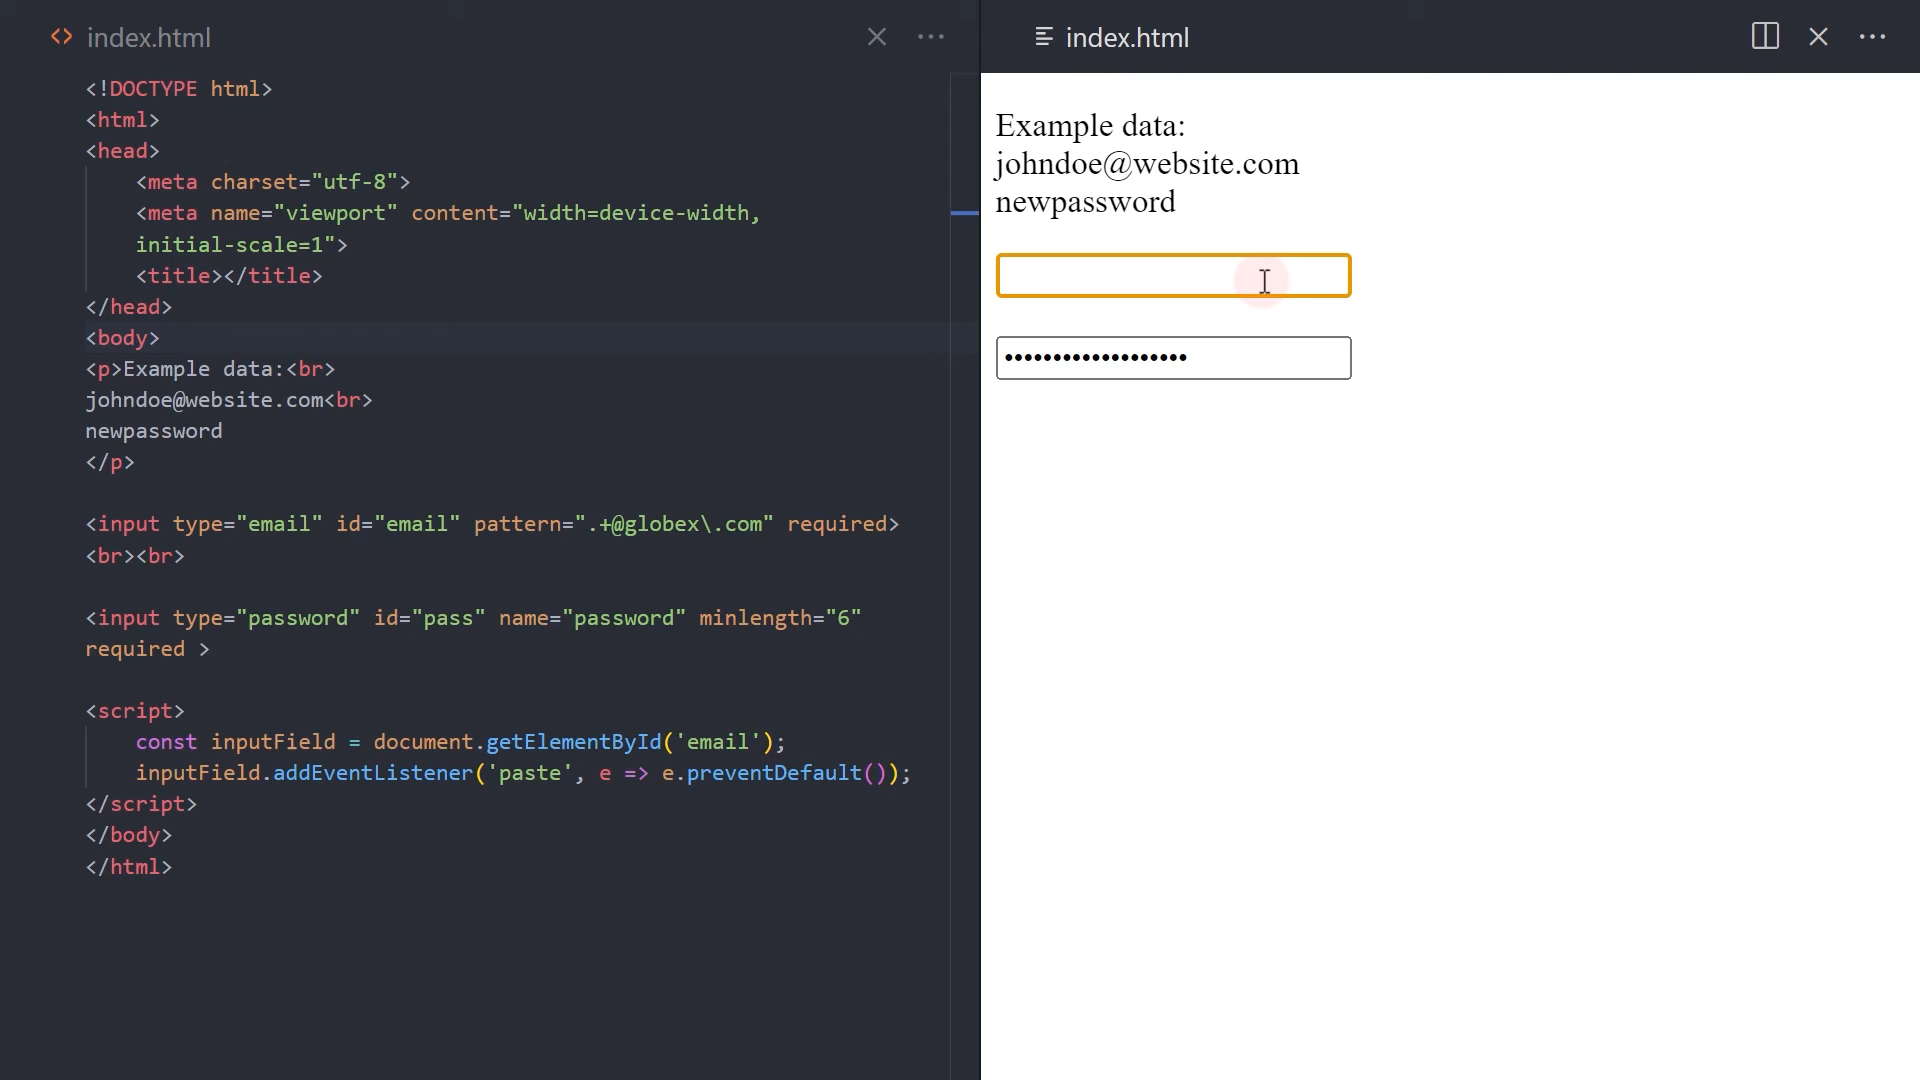 index.html
<!DOCTYPE html>
<html>
<head>
<meta charset="utf-8">
<meta name="viewport" content="width=device-width,
initial-scale=1">
<title></title>
</head>
<body>
<p>Example data:<br>
johndoe@website.com<br>
newpassword
</p>
<input type="email" id="email" pattern=".+@globex\.com" required>
<br><br>
<input type="password" id="pass" name="password" minlength="6"
required >
<script>
const inputField = document.getElementById('email');
inputField.addEventListener('paste', e => e.preventDefault());
</script>
</body>
</html>
index.html
Example data:
johndoe@website.com
newpassword
•••••••••••••••••••